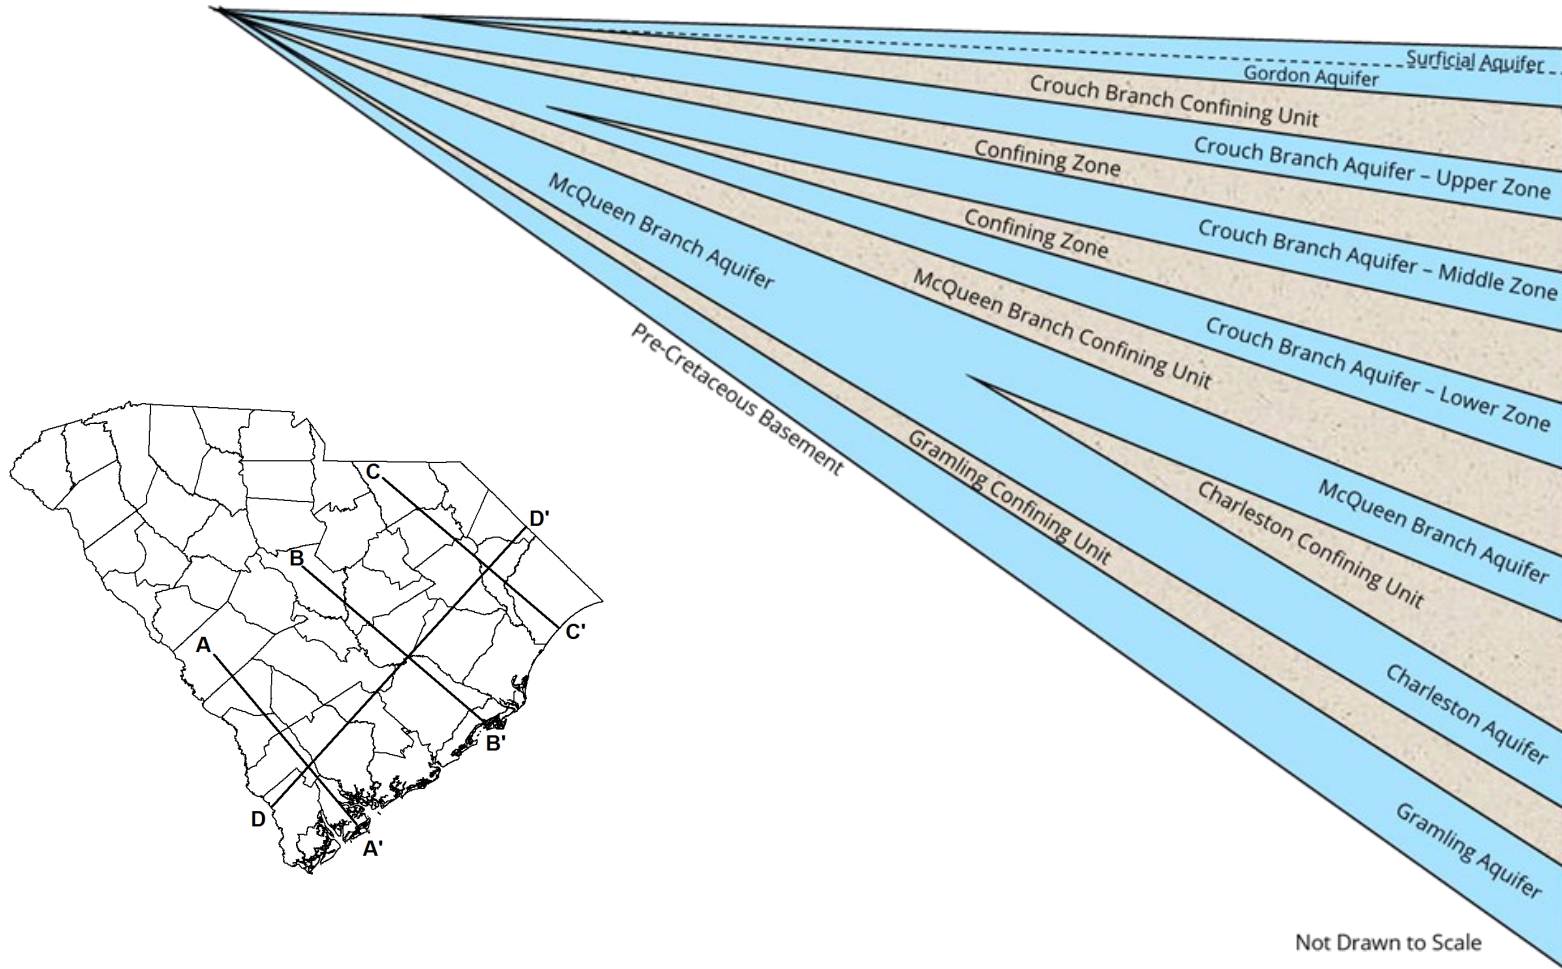 Surficial Aquifer
Gordon Aquifer
Crouch Branch Confining Unit
Crouch Branch Aquifer – Upper Zone
Confining Zone
Crouch Branch Aquifer – Middle Zone
Confining Zone
Crouch Branch Aquifer – Lower Zone
McQueen Branch Aquifer
McQueen Branch Confining Unit
McQueen Branch Aquifer
Charleston Confining Unit
Charleston Aquifer
Gramling Confining Unit
Gramling Aquifer
Pre-Cretaceous Basement
C
D'
B
A
C'
B'
D
A'
Not Drawn to Scale